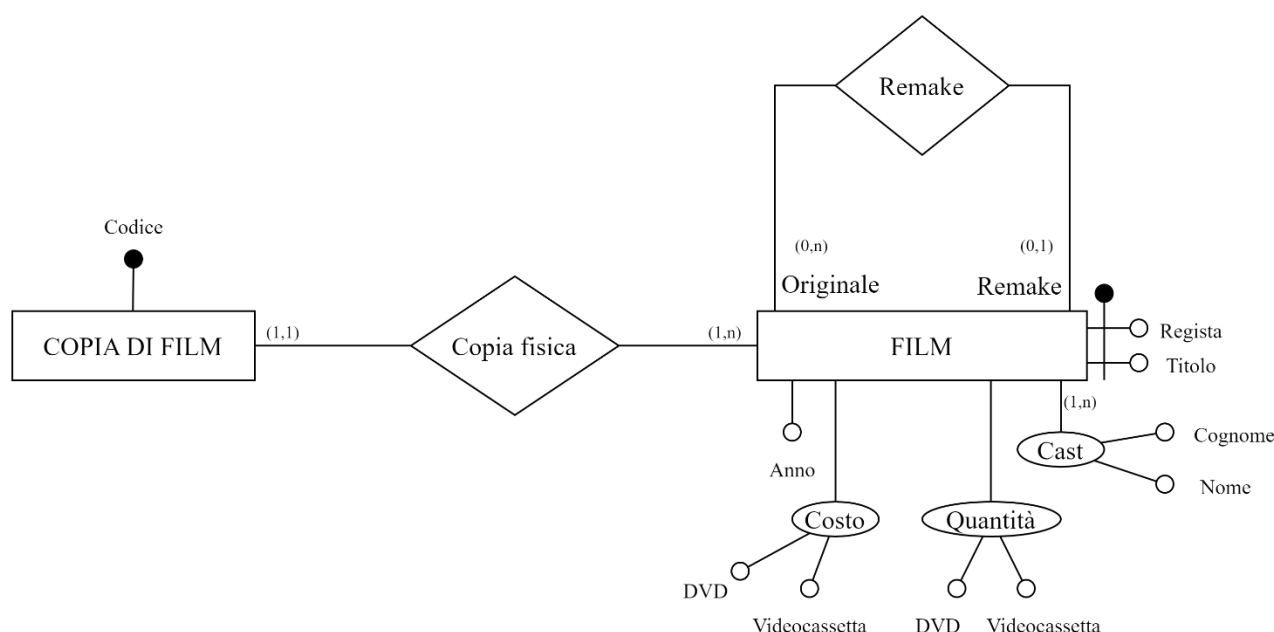 Remake
Codice
(0,n)
(0,1)
Originale
Remake
COPIA DI FILM
(1,1)
Copia fisica
(1,n)
FILM
Regista
Titolo
(1,n)
Cast
Cognome
Nome
Anno
Costo
Quantità
DVD
Videocassetta
DVD
Videocassetta